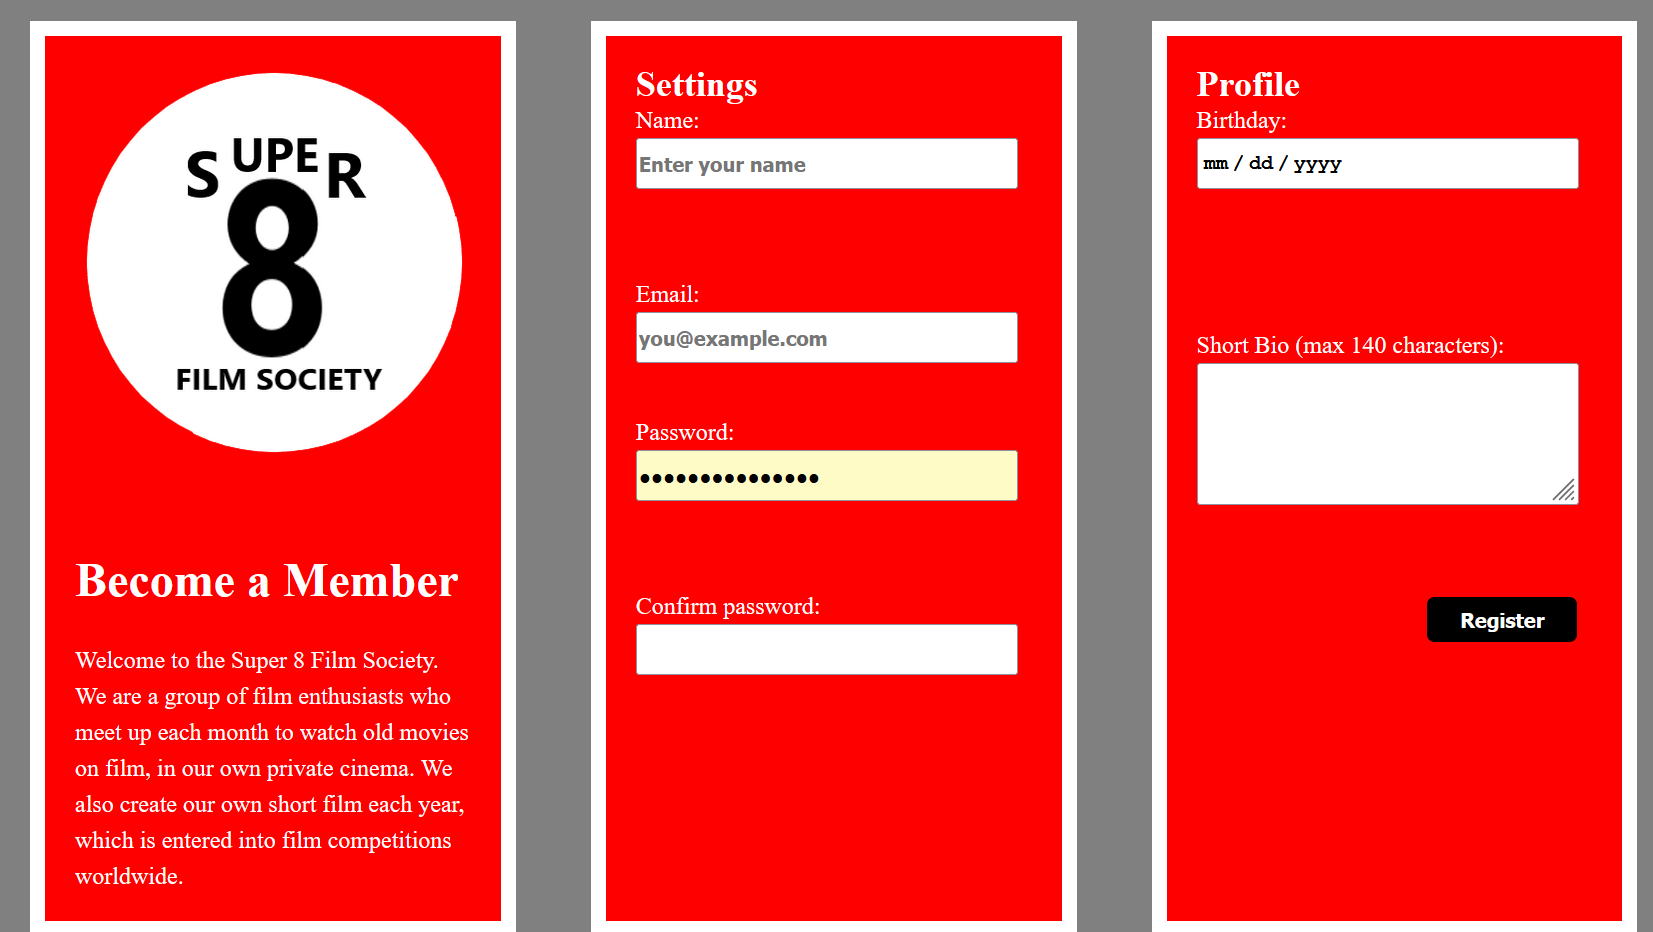 SUPER
8
FILM SOCIETY
Become a Member
Welcome to the Super 8 Film Society.
We are a group of film enthusiasts who
meet up each month to watch old movies
on film, in our own private cinema. We
also create our own short film each year,
which is entered into film competitions
worldwide.
Settings
Name:
Enter your name
Email:
you@example.com
Password:
•••••••••••••••
Confirm password:
Profile
Birthday:
mm / dd / yyyy
Short Bio (max 140 characters):
Register